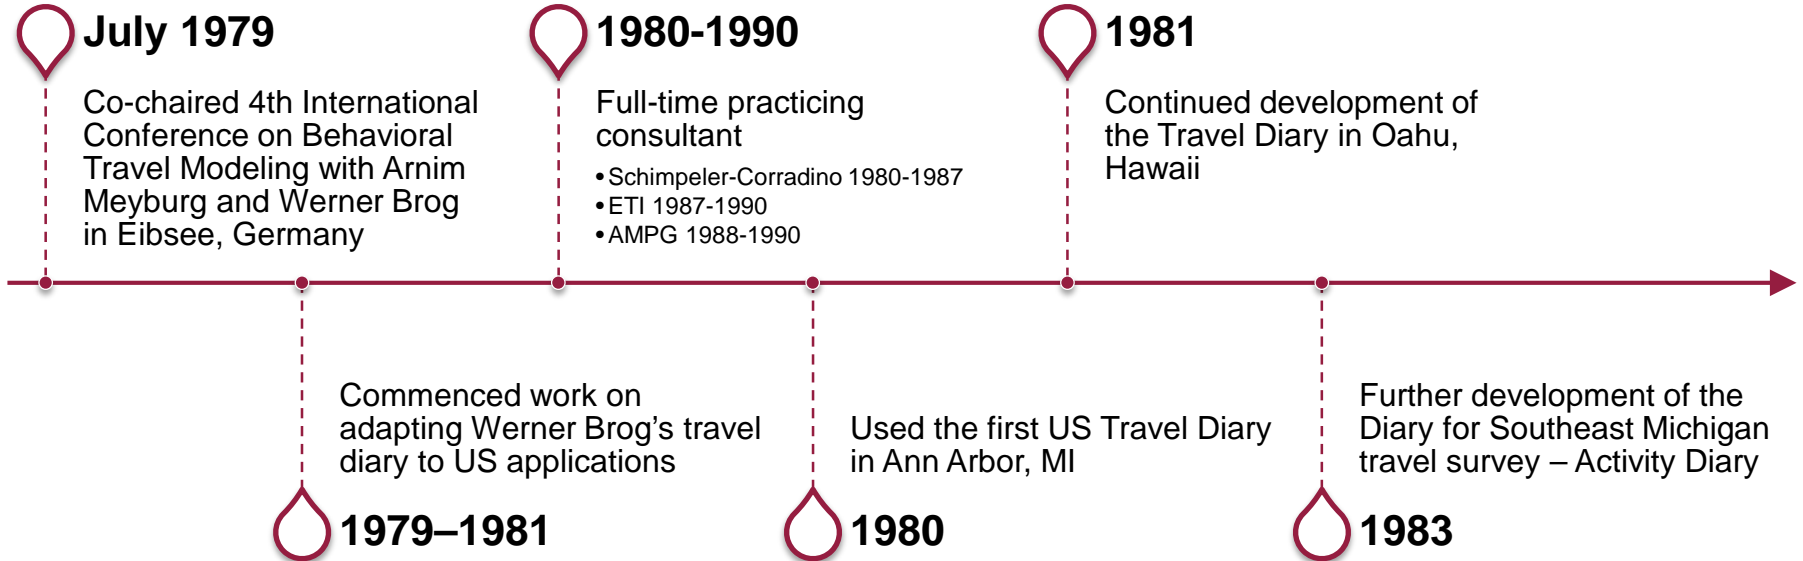 July 1979
Co-chaired 4th International
Conference on Behavioral
Travel Modeling with Arnim
Meyburg and Werner Brog
in Eibsee, Germany
1980-1990
Full-time practicing
consultant
•Schimpeler-Corradino 1980-1987
•ETI 1987-1990
•AMPG 1988-1990
1981
Continued development of
the Travel Diary in Oahu,
Hawaii
Commenced work on
adapting Werner Brog’s travel
diary to US applications
1979–1981
Used the first US Travel Diary
in Ann Arbor, MI
1980
Further development of the
Diary for Southeast Michigan
travel survey – Activity Diary
1983